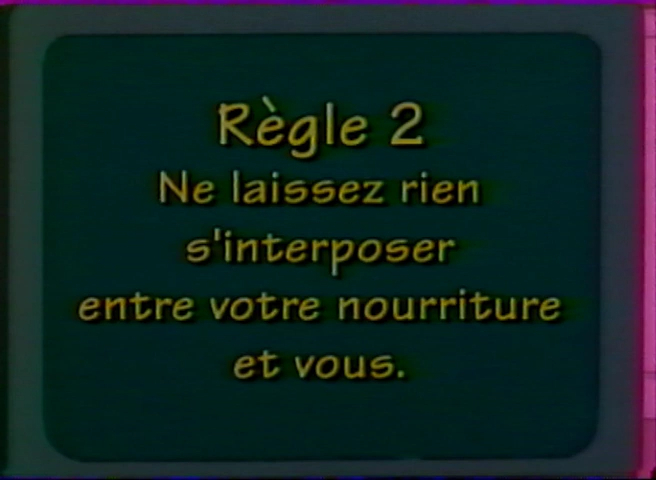 Règle 2
Ne laissez rien
s'interposer
entre votre nourriture
et vous.